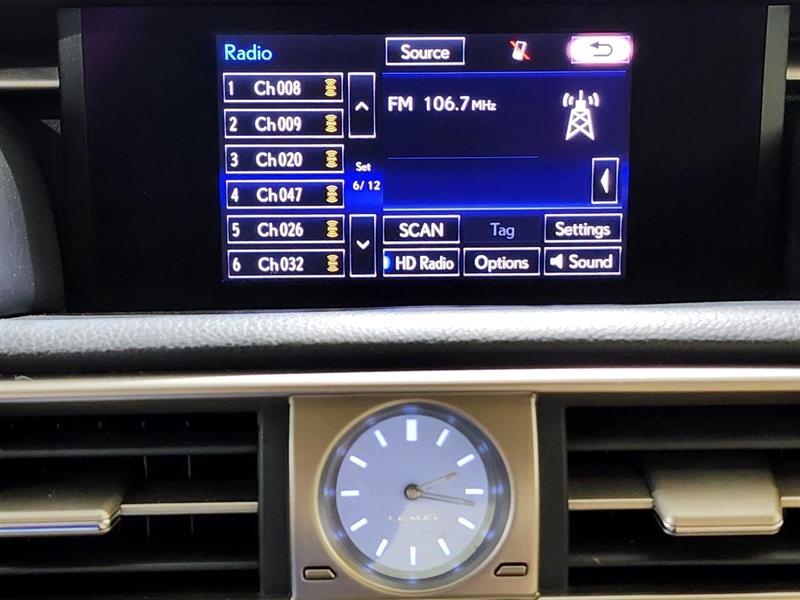 Radio
Source
1 Ch008
2 Ch009
3 Ch020
4 Ch047
5 Ch026
6 Ch032
Set
6/12
FM 106.7MHz
SCAN
Tag
Settings
HD Radio
Options
Sound
LEXUS